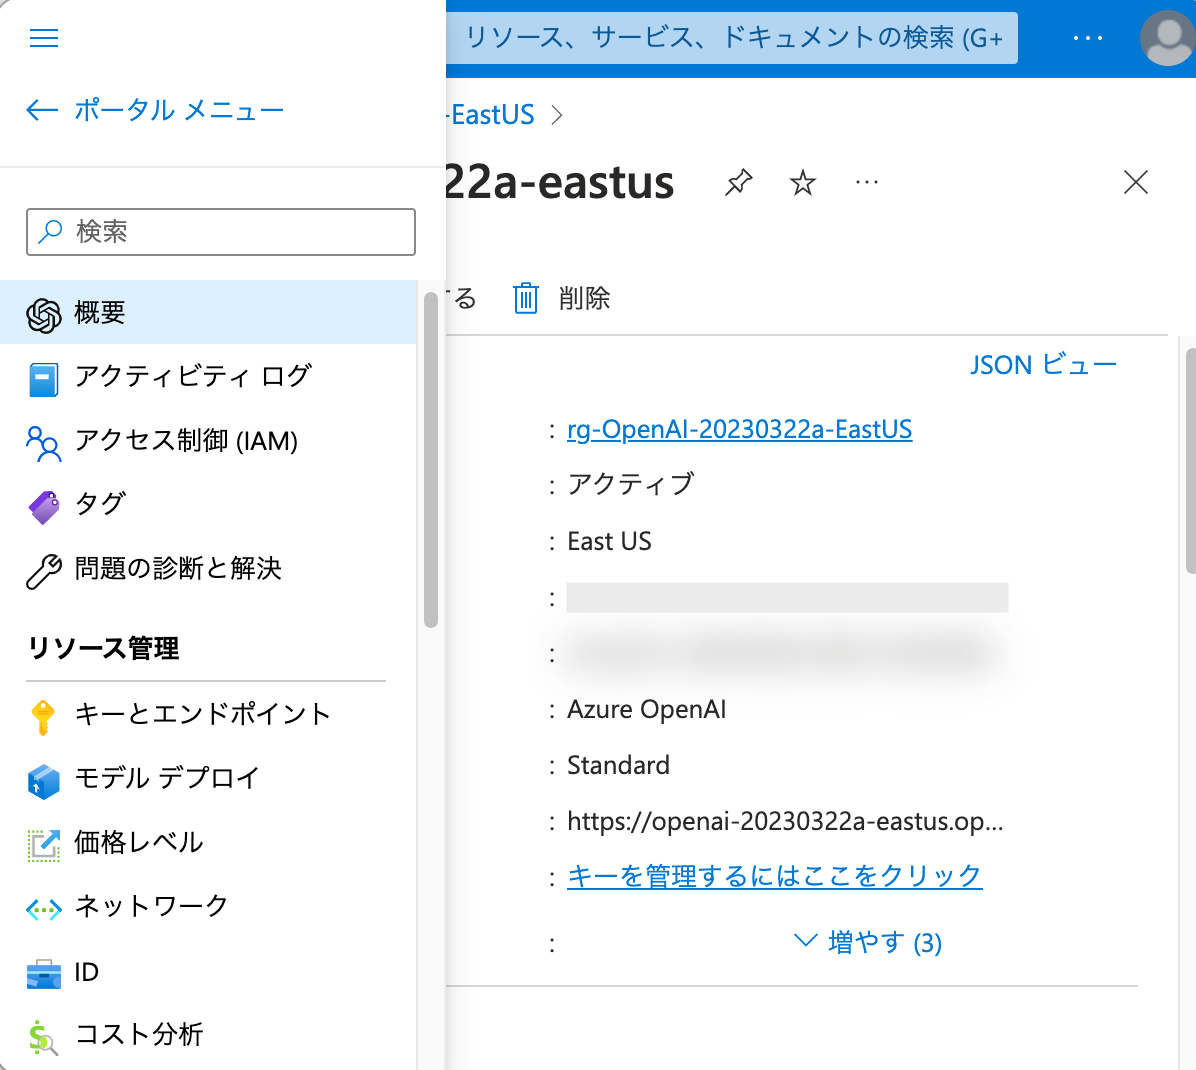 リソース、サービス、ドキュメントの検索 (G+
ポータル メニュー
-EastUS
22a-eastus
検索
る
削除
概要
アクティビティ ログ
アクセス制御 (IAM)
タグ
問題の診断と解決
リソース管理
キーとエンドポイント
モデル デプロイ
価格レベル
ネットワーク
ID
コスト分析
JSON ビュー
: rg-OpenAI-20230322a-EastUS
: アクティブ
: East US
:
:
: Azure OpenAI
: Standard
: https://openai-20230322a-eastus.op...
: キーを管理するにはここをクリック
:
増やす (3)